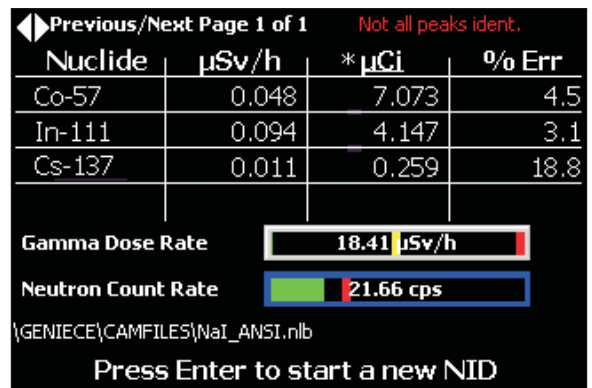 Previous/Next Page 1 of 1 Not all peaks ident.
Nuclide µSv/h *µCi % Err
Co-57 0.048 7.073 4.5
In-111 0.094 4.147 3.1
Cs-137 0.011 0.259 18.8
Gamma Dose Rate 18.41 µSv/h
Neutron Count Rate 21.66 cps
\GENIECE\CAMFILES\NaI_ANSI.nlb
Press Enter to start a new NID